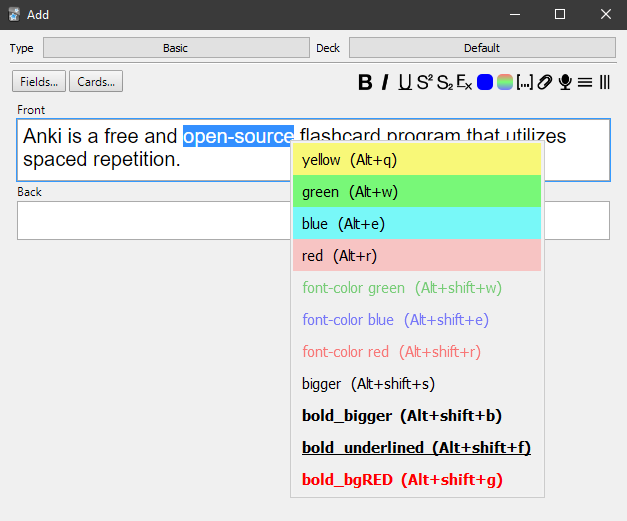 Add
Type Basic Deck Default
Fields... Cards... B I U S² S₂ Eₓ [...]
Front
Anki is a free and open-source flashcard program that utilizes
spaced repetition.
Back
yellow (Alt+q)
green (Alt+w)
blue (Alt+e)
red (Alt+r)
font-color green (Alt+shift+w)
font-color blue (Alt+shift+e)
font-color red (Alt+shift+r)
bigger (Alt+shift+s)
bold_bigger (Alt+shift+b)
bold_underlined (Alt+shift+f)
bold_bgRED (Alt+shift+g)